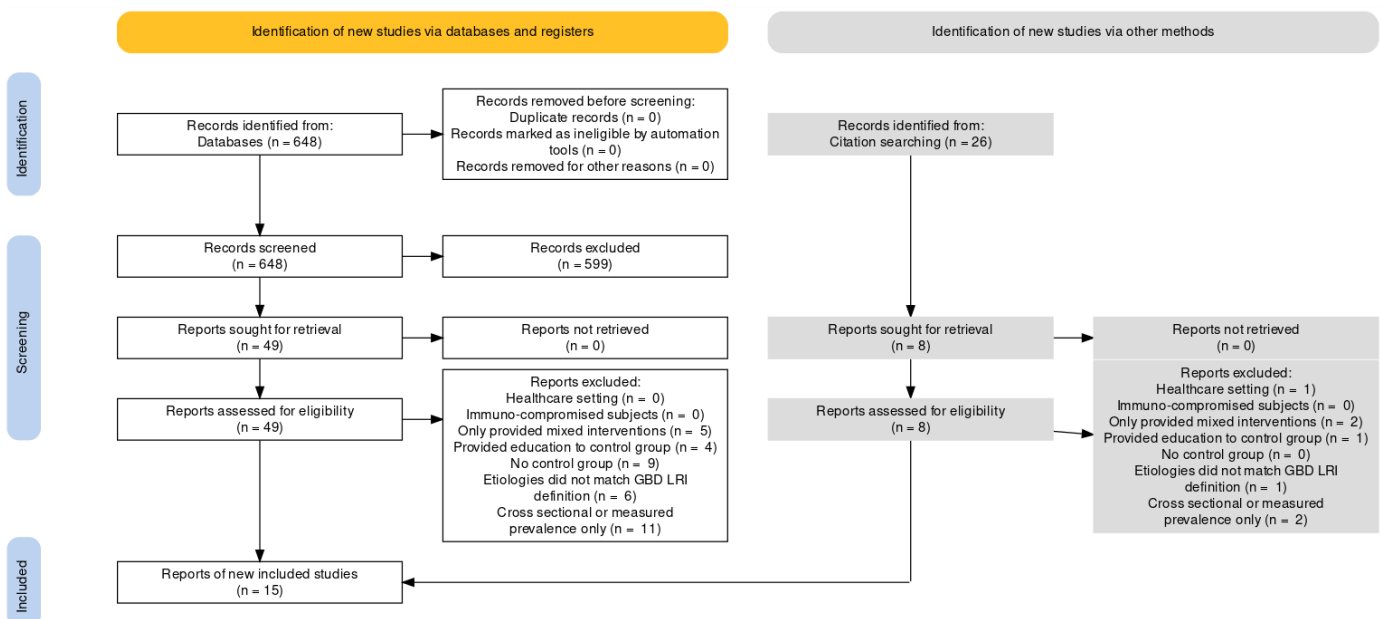 Identification of new studies via databases and registers
Identification of new studies via other methods
Identification
Records identified from:
Databases (n = 648)
Records removed before screening:
Duplicate records (n = 0)
Records marked as ineligible by automation
tools (n = 0)
Records removed for other reasons (n = 0)
Records identified from:
Citation searching (n = 26)
Screening
Records screened
(n = 648)
Records excluded
(n = 599)
Reports sought for retrieval
(n = 49)
Reports not retrieved
(n = 0)
Reports sought for retrieval
(n = 8)
Reports not retrieved
(n = 0)
Reports assessed for eligibility
(n = 49)
Reports excluded:
Healthcare setting (n = 0)
Immuno-compromised subjects (n = 0)
Only provided mixed interventions (n = 5)
Provided education to control group (n = 4)
No control group (n = 9)
Etiologies did not match GBD LRI
definition (n = 6)
Cross sectional or measured
prevalence only (n = 11)
Reports assessed for eligibility
(n = 8)
Reports excluded:
Healthcare setting (n = 1)
Immuno-compromised subjects (n = 0)
Only provided mixed interventions (n = 2)
Provided education to control group (n = 1)
No control group (n = 0)
Etiologies did not match GBD LRI
definition (n = 1)
Cross sectional or measured
prevalence only (n = 2)
Included
Reports of new included studies
(n = 15)